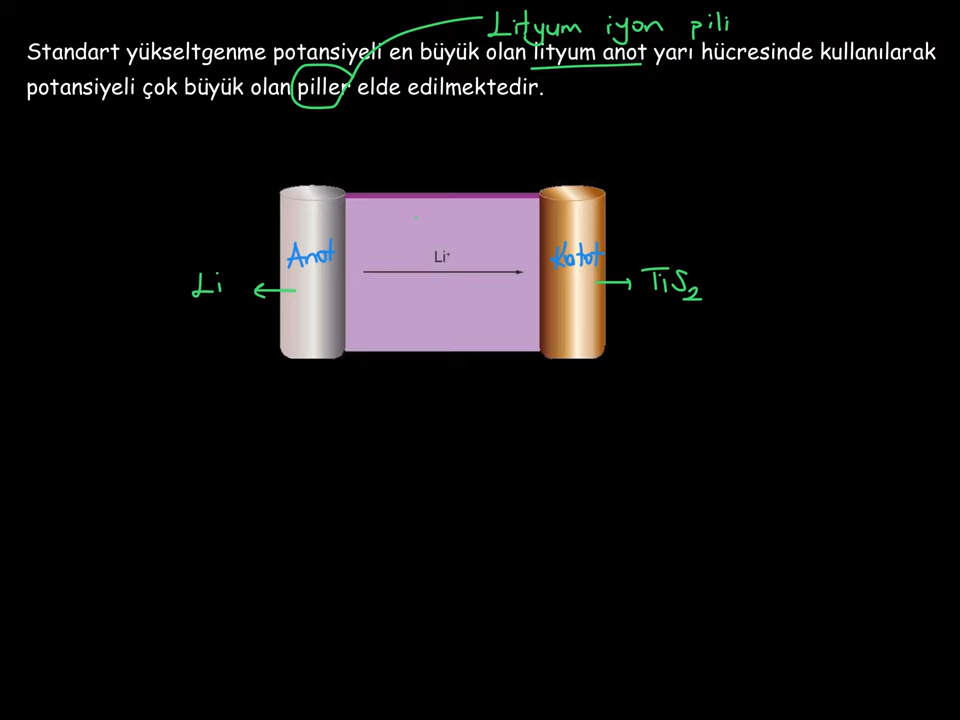 Lityum iyon pili
Standart yükseltgenme potansiyeli en büyük olan lityum anot yarı hücresinde kullanılarak
potansiyeli çok büyük olan piller elde edilmektedir.
Anot
Li⁺
Katot
Li
TiS₂